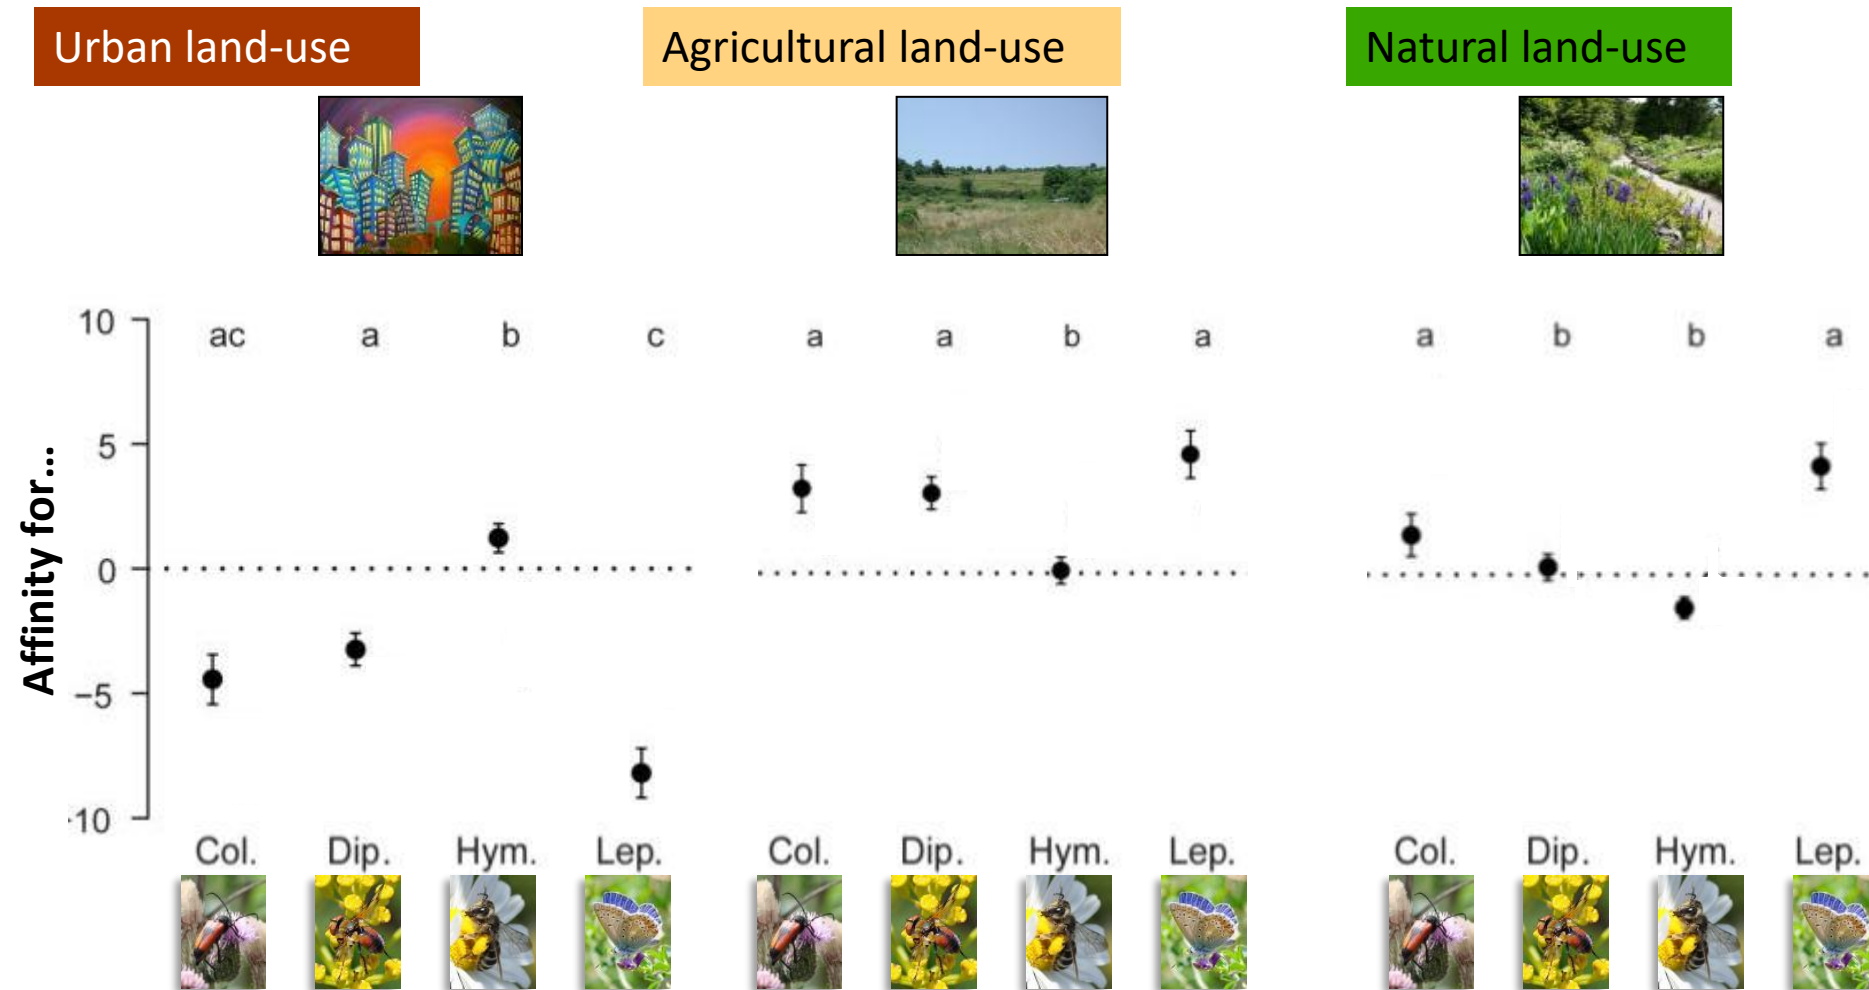 Urban land-use
Agricultural land-use
Natural land-use
Affinity for...
10
5
0
−5
-10
ac a b c
a a b a
a b b a
Col. Dip. Hym. Lep.
Col. Dip. Hym. Lep.
Col. Dip. Hym. Lep.